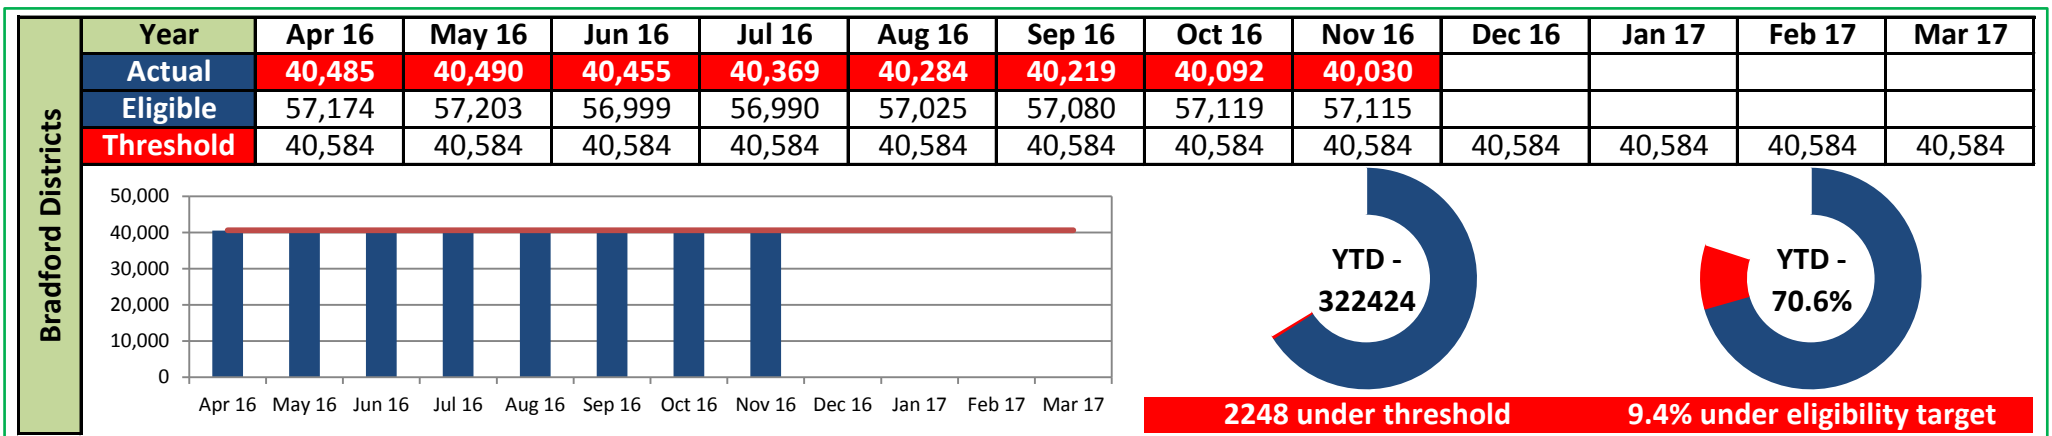 Bradford Districts
Year Apr 16 May 16 Jun 16 Jul 16 Aug 16 Sep 16 Oct 16 Nov 16 Dec 16 Jan 17 Feb 17 Mar 17
Actual 40,485 40,490 40,455 40,369 40,284 40,219 40,092 40,030
Eligible 57,174 57,203 56,999 56,990 57,025 57,080 57,119 57,115
Threshold 40,584 40,584 40,584 40,584 40,584 40,584 40,584 40,584 40,584 40,584 40,584 40,584
50,000
40,000
30,000
20,000
10,000
0
Apr 16 May 16 Jun 16 Jul 16 Aug 16 Sep 16 Oct 16 Nov 16 Dec 16 Jan 17 Feb 17 Mar 17
YTD -
322424
2248 under threshold
YTD -
70.6%
9.4% under eligibility target